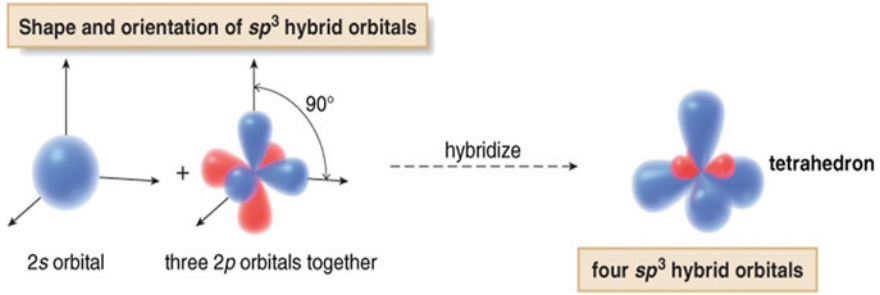 Shape and orientation of sp³ hybrid orbitals
90°
+
hybridize
tetrahedron
2s orbital
three 2p orbitals together
four sp³ hybrid orbitals